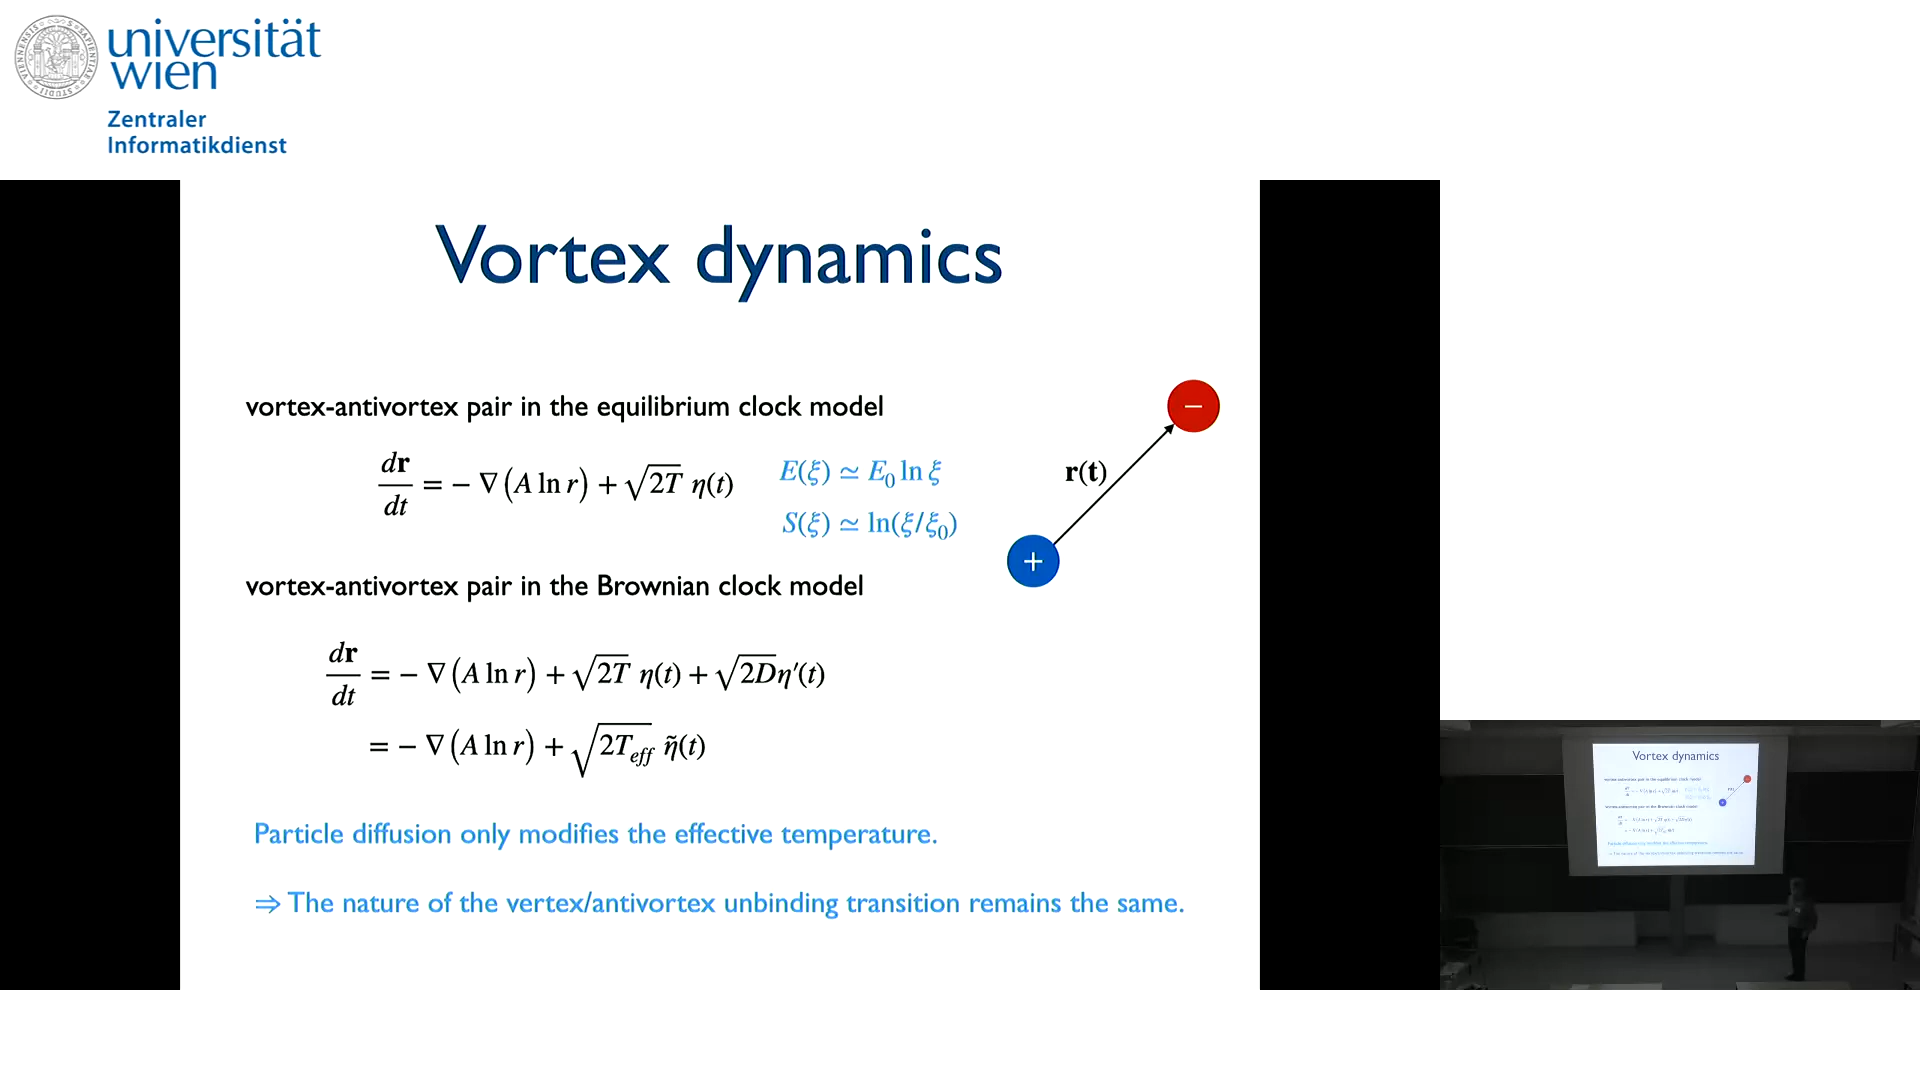 universität
wien
Zentraler
Informatikdienst
Vortex dynamics
vortex-antivortex pair in the equilibrium clock model
d𝐫/dt = − ∇(A ln r) + √2T η(t)
E(ξ) ≃ E₀ ln ξ
S(ξ) ≃ ln(ξ/ξ₀)
r(t)
−
+
vortex-antivortex pair in the Brownian clock model
d𝐫/dt = − ∇(A ln r) + √2T η(t) + √2Dη′(t)
= − ∇(A ln r) + √2T_eff η̃(t)
Particle diffusion only modifies the effective temperature.
⇒ The nature of the vertex/antivortex unbinding transition remains the same.
Vortex dynamics